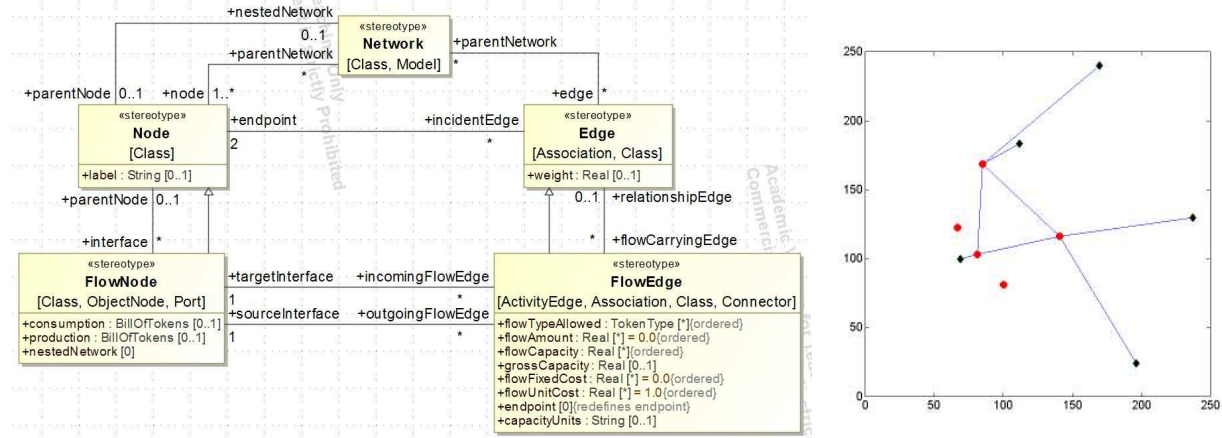 +nestedNetwork
0..1
«stereotype»
Network
[Class, Model]
+parentNetwork
*
+parentNetwork
*
+parentNode 0..1
+node 1..*
+edge *
«stereotype»
Node
[Class]
+label : String [0..1]
+endpoint
2
+incidentEdge
*
«stereotype»
Edge
[Association, Class]
+weight : Real [0..1]
+parentNode 0..1
0..1 +relationshipEdge
+interface *
* +flowCarryingEdge
«stereotype»
FlowNode
[Class, ObjectNode, Port]
+consumption : BillOfTokens [0..1]
+production : BillOfTokens [0..1]
+nestedNetwork [0]
+targetInterface
1
+incomingFlowEdge
*
+sourceInterface
1
+outgoingFlowEdge
*
«stereotype»
FlowEdge
[ActivityEdge, Association, Class, Connector]
+flowTypeAllowed : TokenType [*]{ordered}
+flowAmount : Real [*] = 0.0{ordered}
+flowCapacity : Real [*]{ordered}
+grossCapacity : Real [0..1]
+flowFixedCost : Real [*] = 0.0{ordered}
+flowUnitCost : Real [*] = 1.0{ordered}
+endpoint [0]{redefines endpoint}
+capacityUnits : String [0..1]
Only
Prohibited
Academic
250
200
150
100
50
0
0 50 100 150 200 250